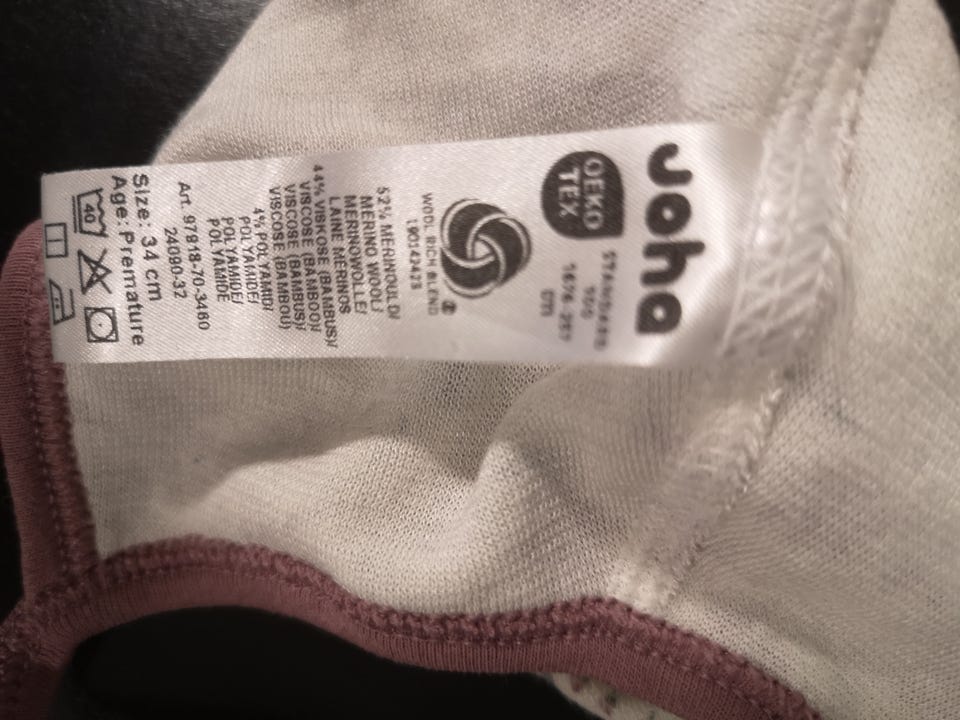 Joha
OEKO
TEX
STANDARD
100
DTI
WOOL RICH BLEND
52% MERINOULD/
MERINO WOOL/
MERINOWOLLE/
LAINE MERINOS
44% VISKOSE (BAMBUS)/
VISCOSE (BAMBOO)/
VISCOSE (BAMBUS)/
VISCOSE (BAMBOU)
4% POLYAMID/
POLYAMIDE/
POLYAMIDE/
POLYAMIDE
Art. 97818-70-3460
24090-32
Size: 34 cm
Age: Premature
40